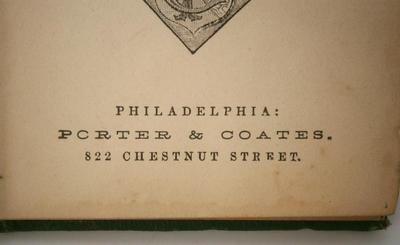 PHILADELPHIA:
PORTER & COATES.
822 CHESTNUT STREET.